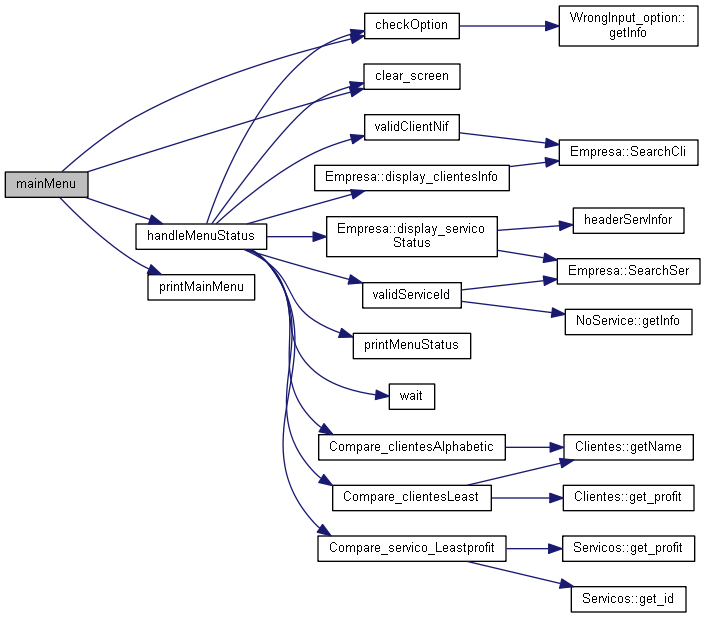 mainMenu
checkOption
WrongInput_option::
getInfo
clear_screen
validClientNif
Empresa::SearchCli
Empresa::display_clientesInfo
handleMenuStatus
Empresa::display_servico
Status
headerServInfor
Empresa::SearchSer
printMainMenu
validServiceId
NoService::getInfo
printMenuStatus
wait
Compare_clientesAlphabetic
Clientes::getName
Compare_clientesLeast
Clientes::get_profit
Compare_servico_Leastprofit
Servicos::get_profit
Servicos::get_id